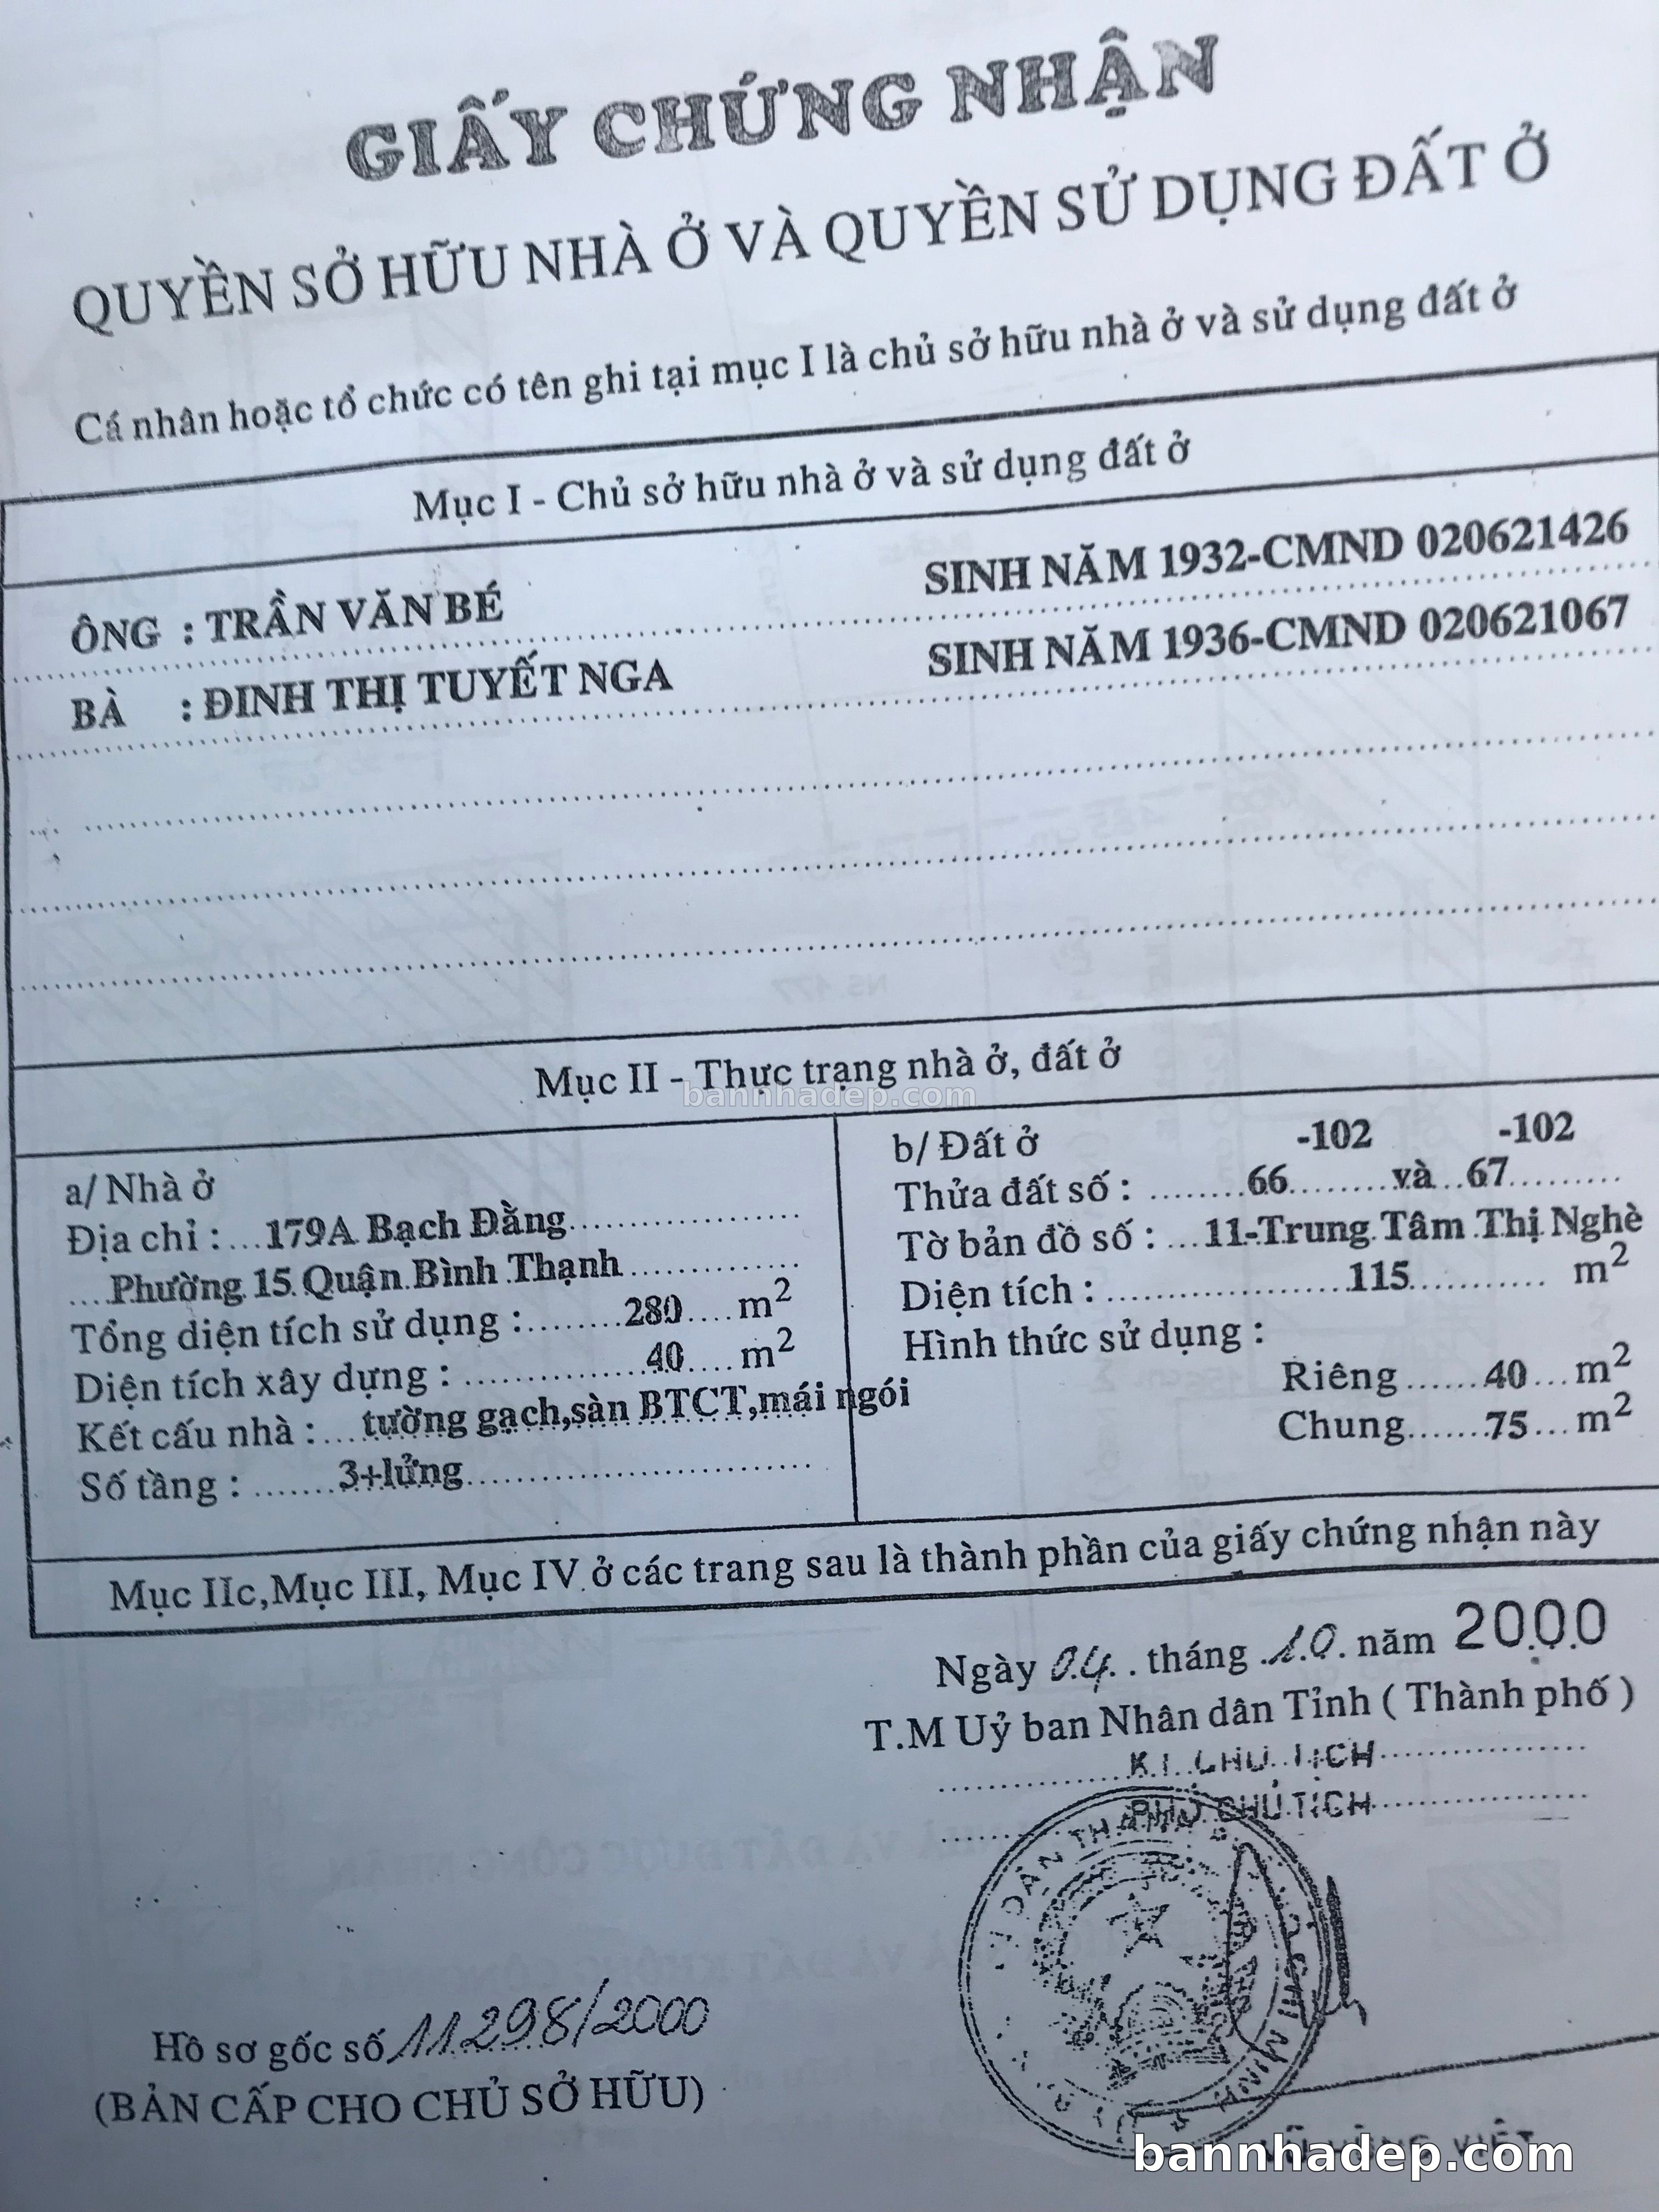 GIẤY CHỨNG NHẬN
QUYỀN SỞ HỮU NHÀ Ở VÀ QUYỀN SỬ DỤNG ĐẤT Ở
Cá nhân hoặc tổ chức có tên ghi tại mục I là chủ sở hữu nhà ở và sử dụng đất ở
Mục I - Chủ sở hữu nhà ở và sử dụng đất ở
ÔNG : TRẦN VĂN BÉ SINH NĂM 1932-CMND 020621426
BÀ : ĐINH THỊ TUYẾT NGA SINH NĂM 1936-CMND 020621067
Mục II - Thực trạng nhà ở, đất ở
bannhadep.com
a/ Nhà ở
Địa chỉ : 179A Bạch Đằng
Phường 15 Quận Bình Thạnh
Tổng diện tích sử dụng : 280 m2
Diện tích xây dựng : 40 m2
Kết cấu nhà : tường gạch,sàn BTCT,mái ngói
Số tầng : 3+lửng
b/ Đất ở -102 -102
Thửa đất số : 66 và 67
Tờ bản đồ số : 11-Trung Tâm Thị Nghè
Diện tích : 115 m2
Hình thức sử dụng :
Riêng 40 m2
Chung 75 m2
Mục IIc,Mục III, Mục IV ở các trang sau là thành phần của giấy chứng nhận này
Ngày 04 tháng 10 năm 2000
T.M Uỷ ban Nhân dân Tỉnh ( Thành phố )
K.T. CHỦ TỊCH
PHÓ CHỦ TỊCH
Hồ sơ gốc số 11298/2000
(BẢN CẤP CHO CHỦ SỞ HỮU)
bannhadep.com